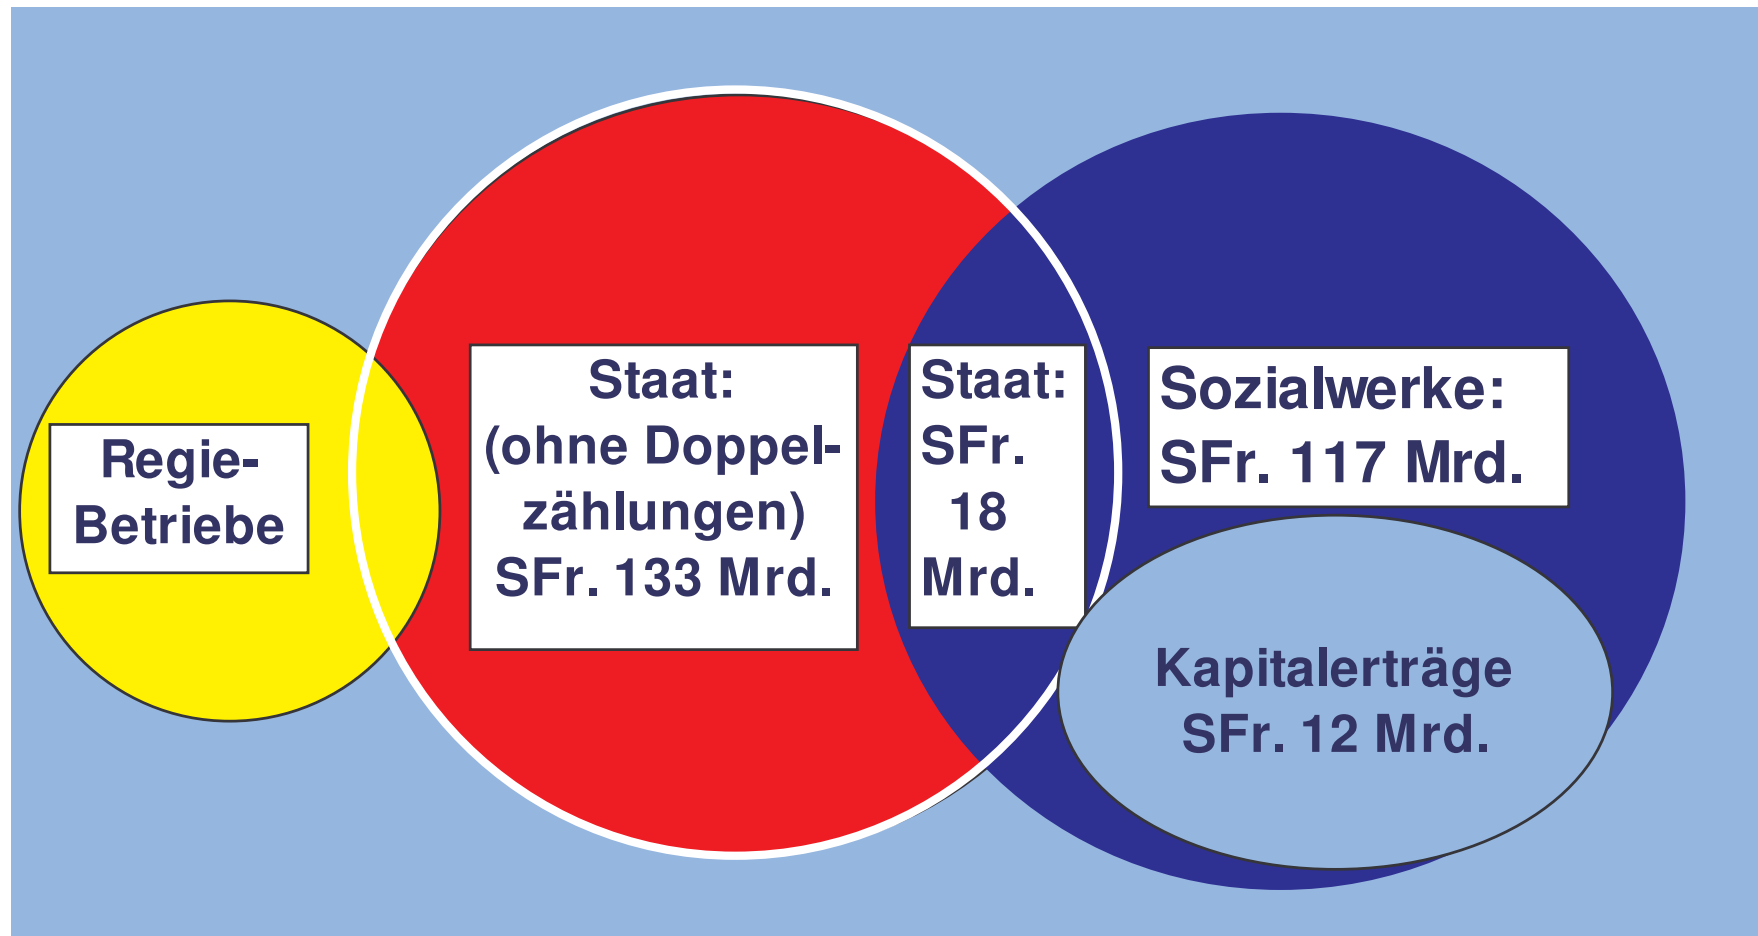 Regie-
Betriebe
Staat:
(ohne Doppel-
zählungen)
SFr. 133 Mrd.
Staat:
SFr.
18
Mrd.
Sozialwerke:
SFr. 117 Mrd.
Kapitalerträge
SFr. 12 Mrd.